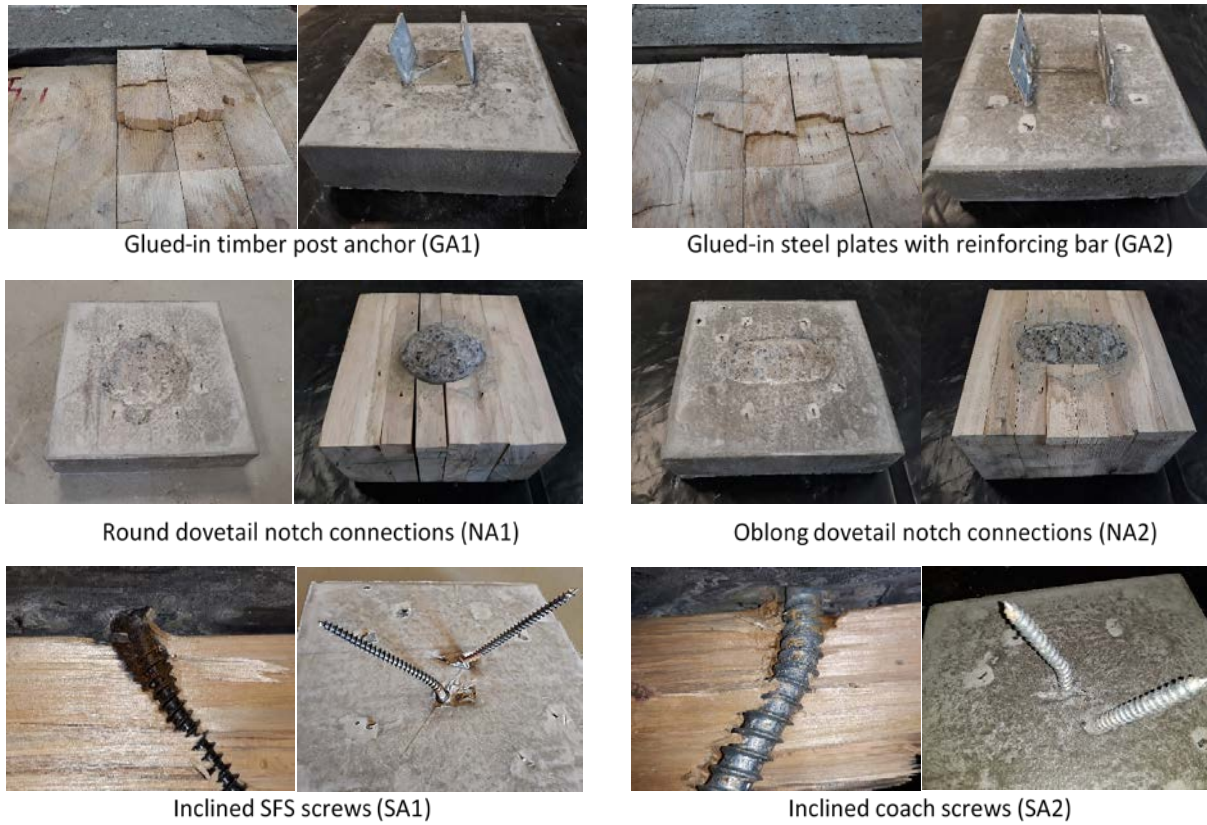 Glued-in timber post anchor (GA1)
Glued-in steel plates with reinforcing bar (GA2)
Round dovetail notch connections (NA1)
Oblong dovetail notch connections (NA2)
Inclined SFS screws (SA1)
Inclined coach screws (SA2)